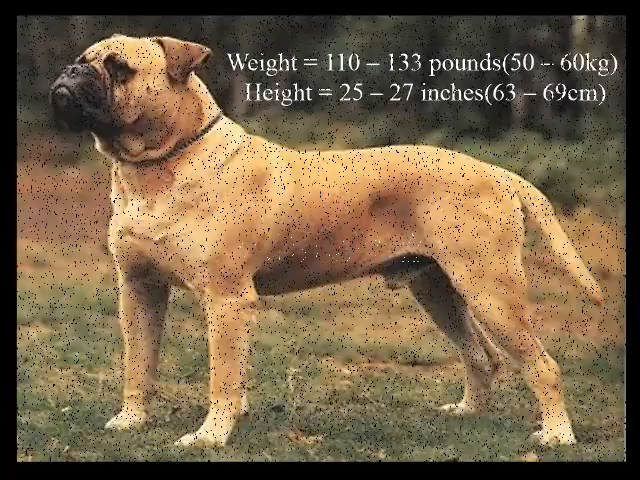 Weight = 110 – 133 pounds(50 – 60kg)
Height = 25 – 27 inches(63 – 69cm)